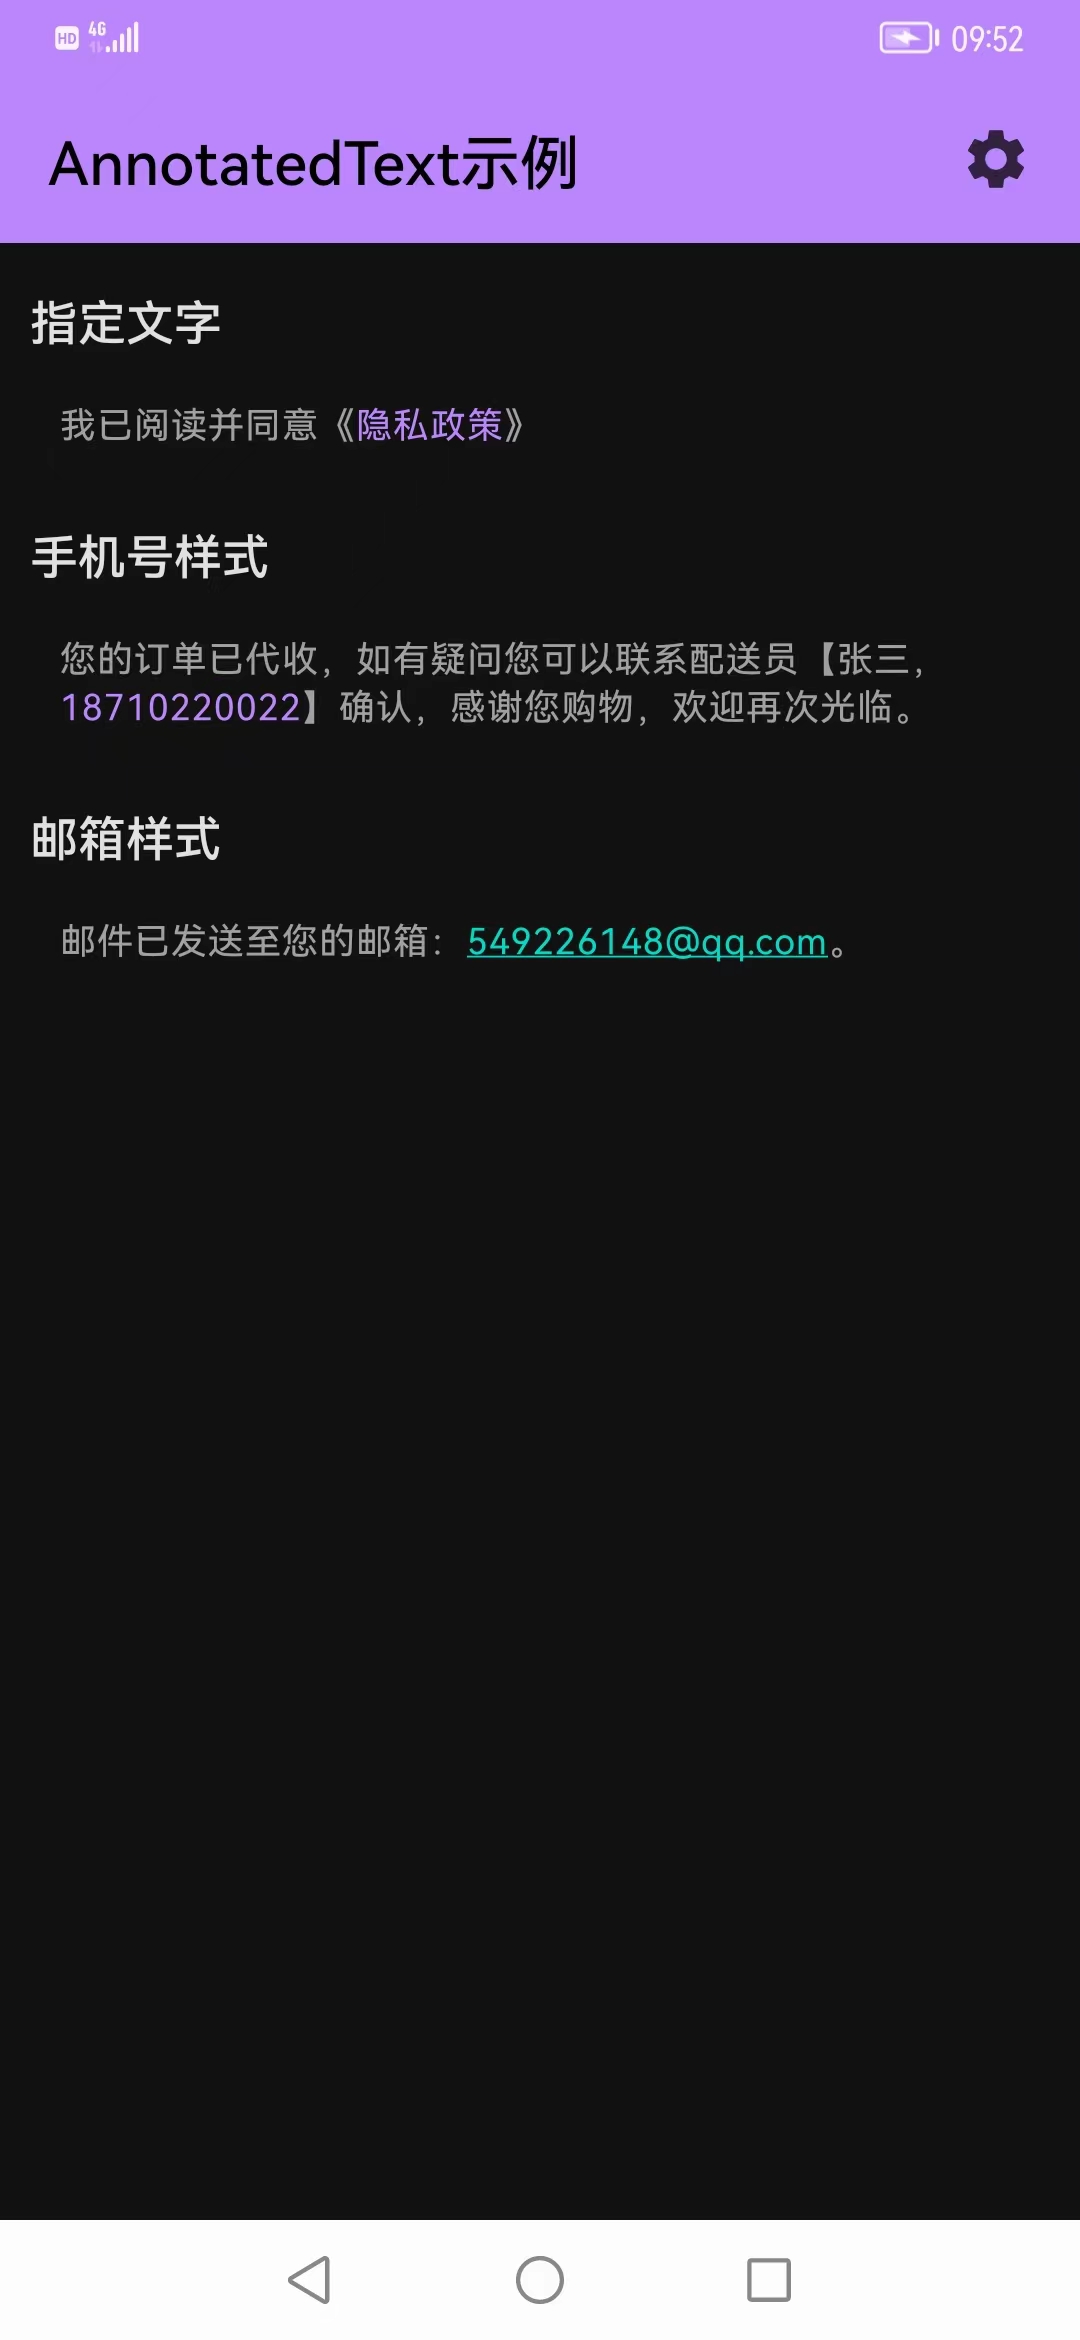 HD 4G 09:52
AnnotatedText示例
指定文字
我已阅读并同意《隐私政策》
手机号样式
您的订单已代收，如有疑问您可以联系配送员【张三，
18710220022】确认，感谢您购物，欢迎再次光临。
邮箱样式
邮件已发送至您的邮箱：549226148@qq.com。